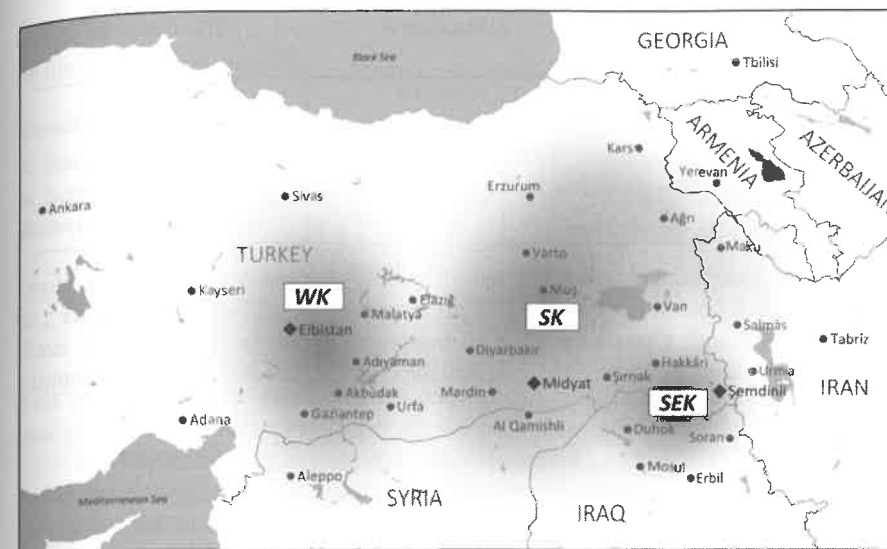 Black Sea
GEORGIA
Tbilisi
ARMENIA
AZERBAIJAN
Kars
Yerevan
Erzurum
Sivas
Ankara
Ağrı
TURKEY
Varto
Maku
Kayseri
WK
Elazığ
Muş
Van
Malatya
SK
Elbistan
Salmās
Tabriz
Diyarbakır
Adıyaman
Hakkâri
Urmia
Midyat
Şırnak
Şemdinli
IRAN
Akbudak
Mardin
SEK
Gaziantep
Urfa
Adana
Al Qamishli
Duhok
Soran
Aleppo
Mosul
Erbil
Mediterranean Sea
SYRIA
IRAQ